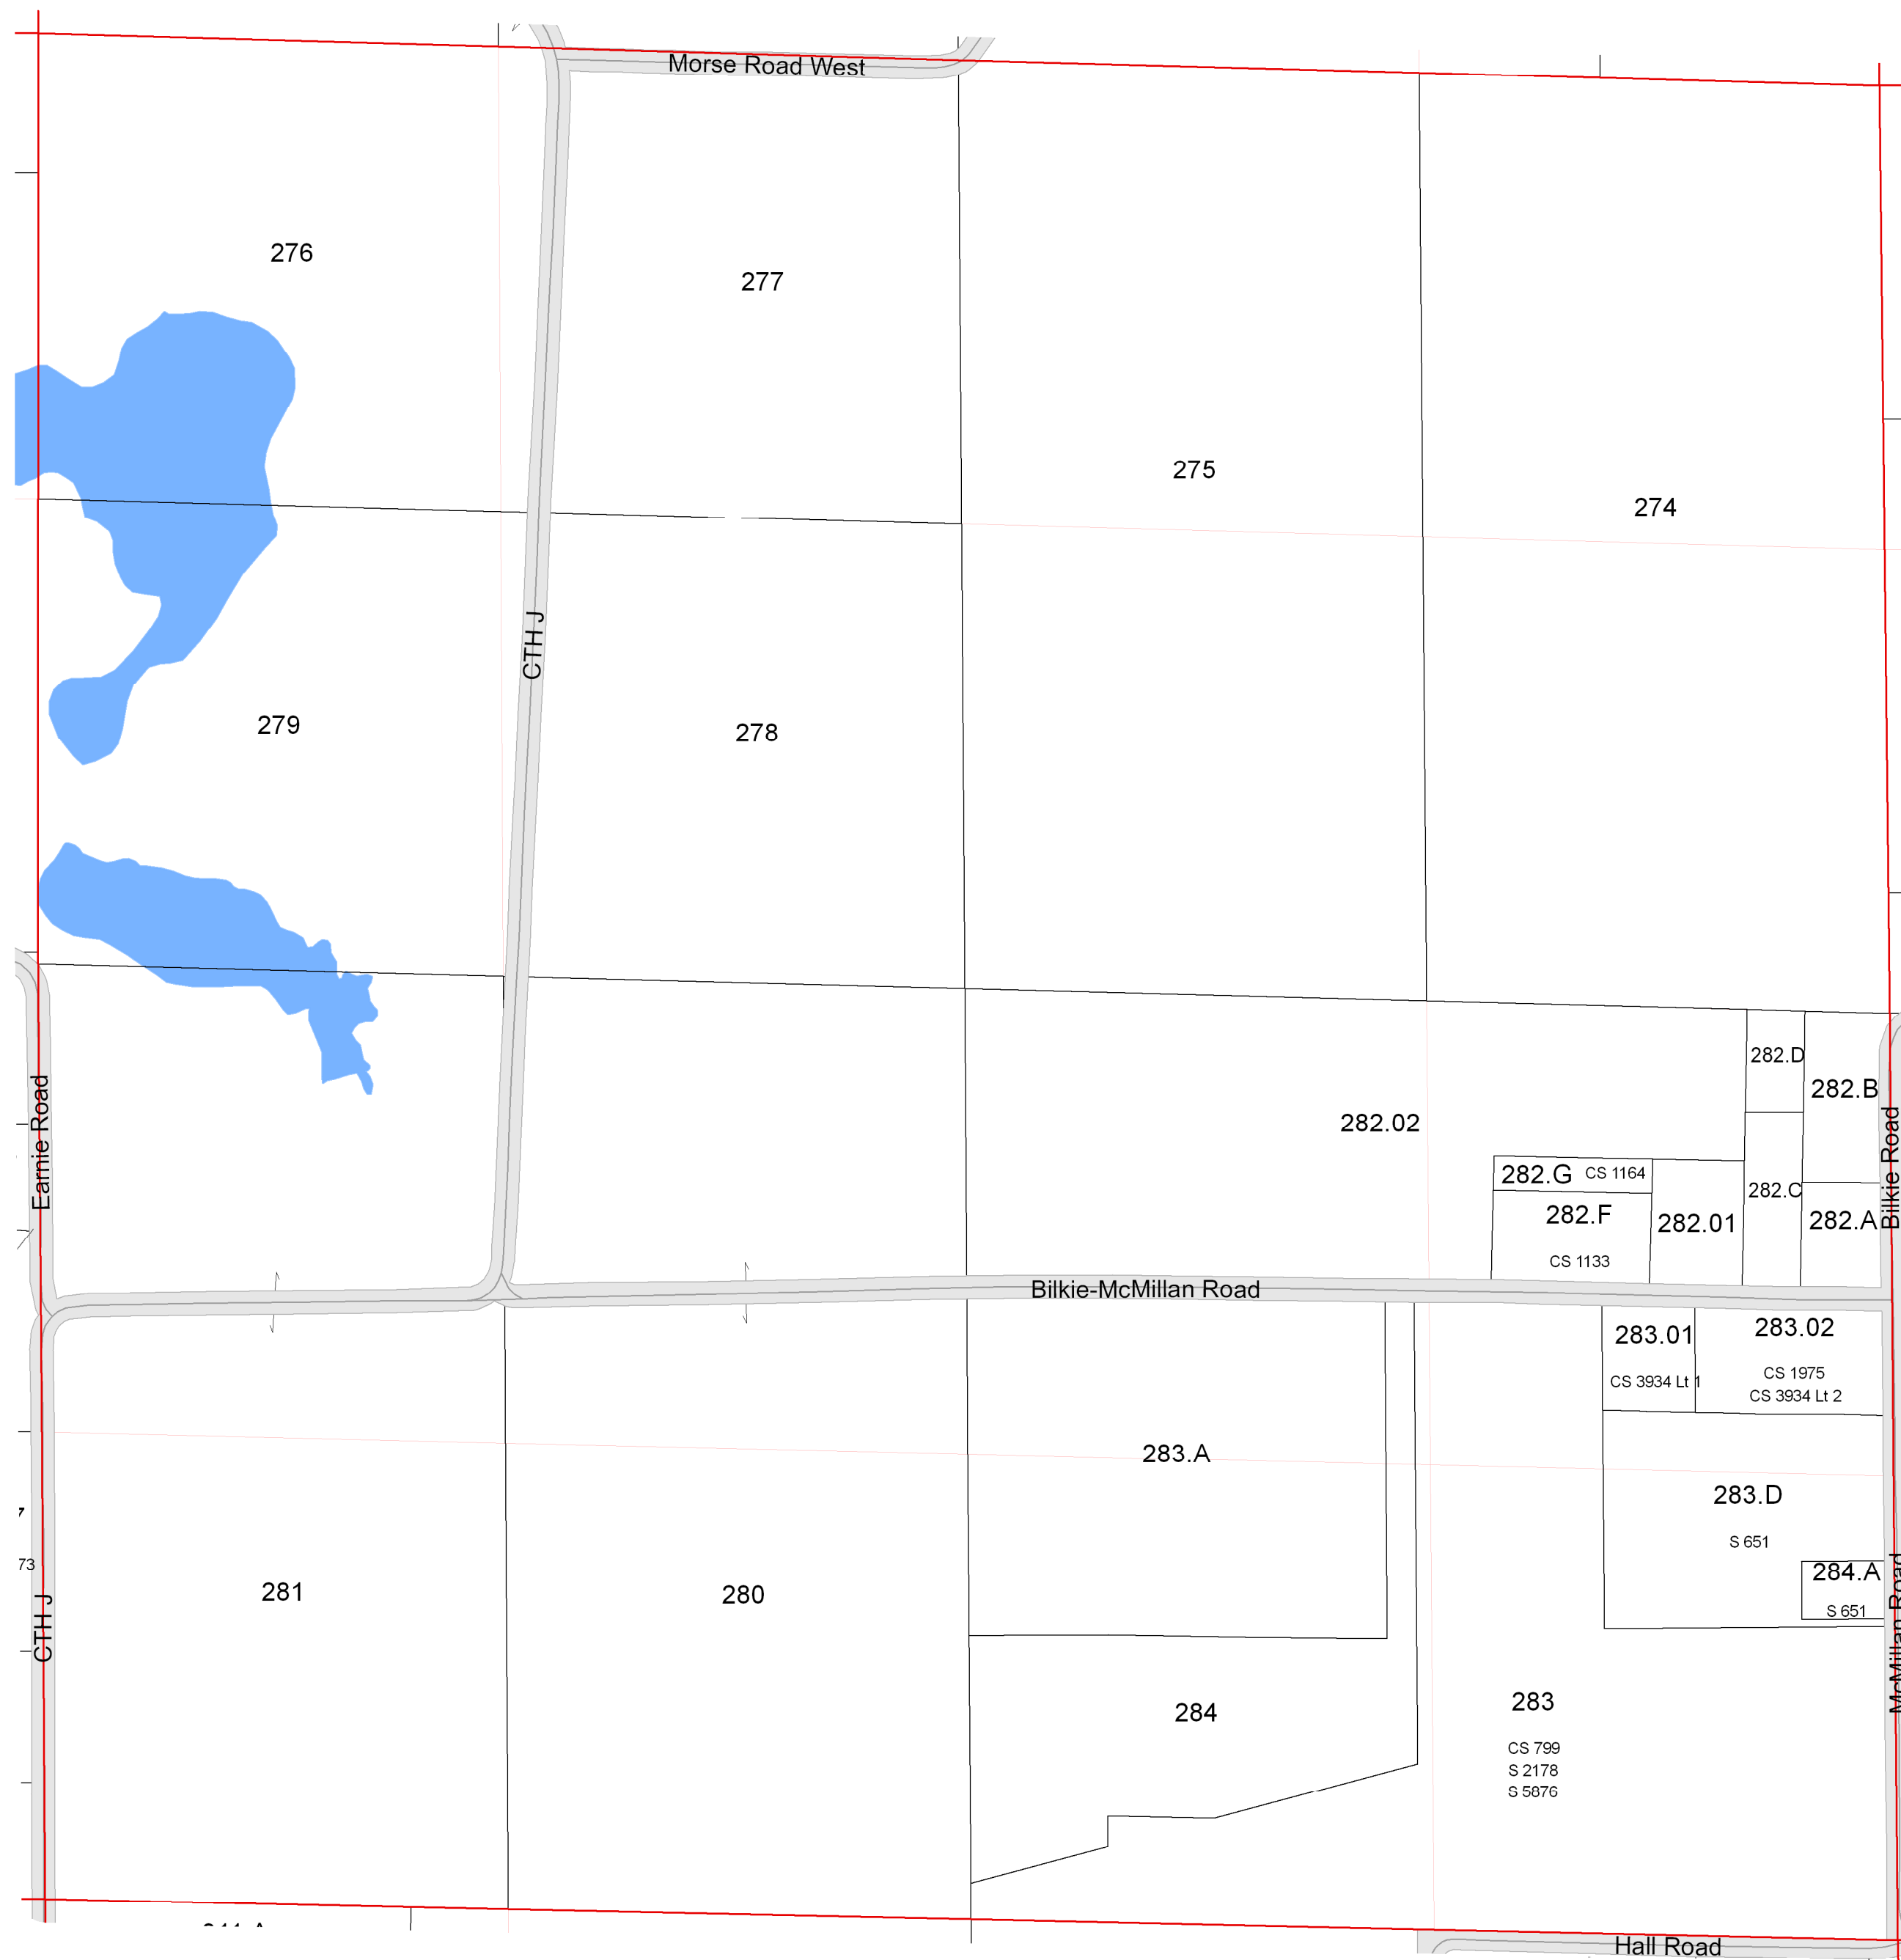 Morse Road West
276
277
275
274
CTH J
279
278
282.D
282.B
Earnie Road
282.02
Bilkie Road
282.G CS 1164
282.C
282.F
282.01
282.A
CS 1133
Bilkie-McMillan Road
283.01
283.02
CS 1975
CS 3934 Lt 1
CS 3934 Lt 2
283.A
283.D
S 651
73
284.A
281
280
S 651
CTH J
McMillan Road
283
284
CS 799
S 2178
S 5876
Hall Road